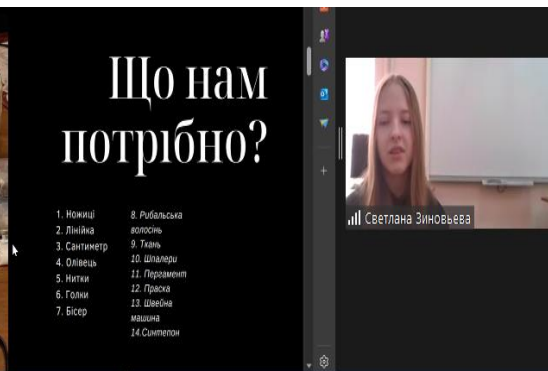 Що нам
потрібно?
1. Ножиці
2. Лінійка
3. Сантиметр
4. Олівець
5. Нитки
6. Голки
7. Бісер
8. Рибальська
волосінь
9. Ткань
10. Шпалери
11. Пергамент
12. Праска
13. Швейна
машина
14.Синтепон
Светлана Зиновьева